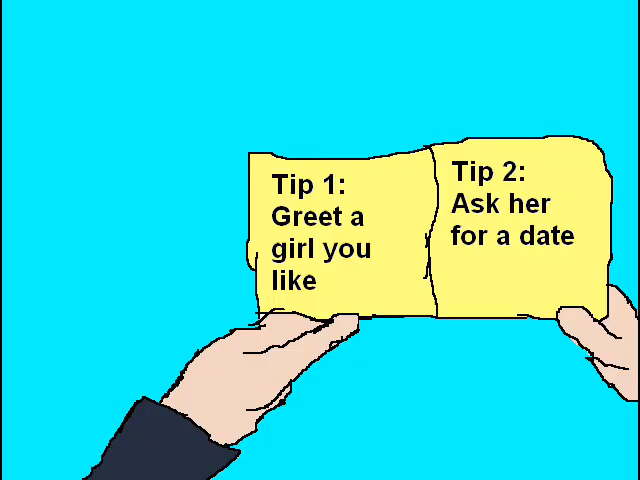 Tip 1:
Greet a
girl you
like
Tip 2:
Ask her
for a date